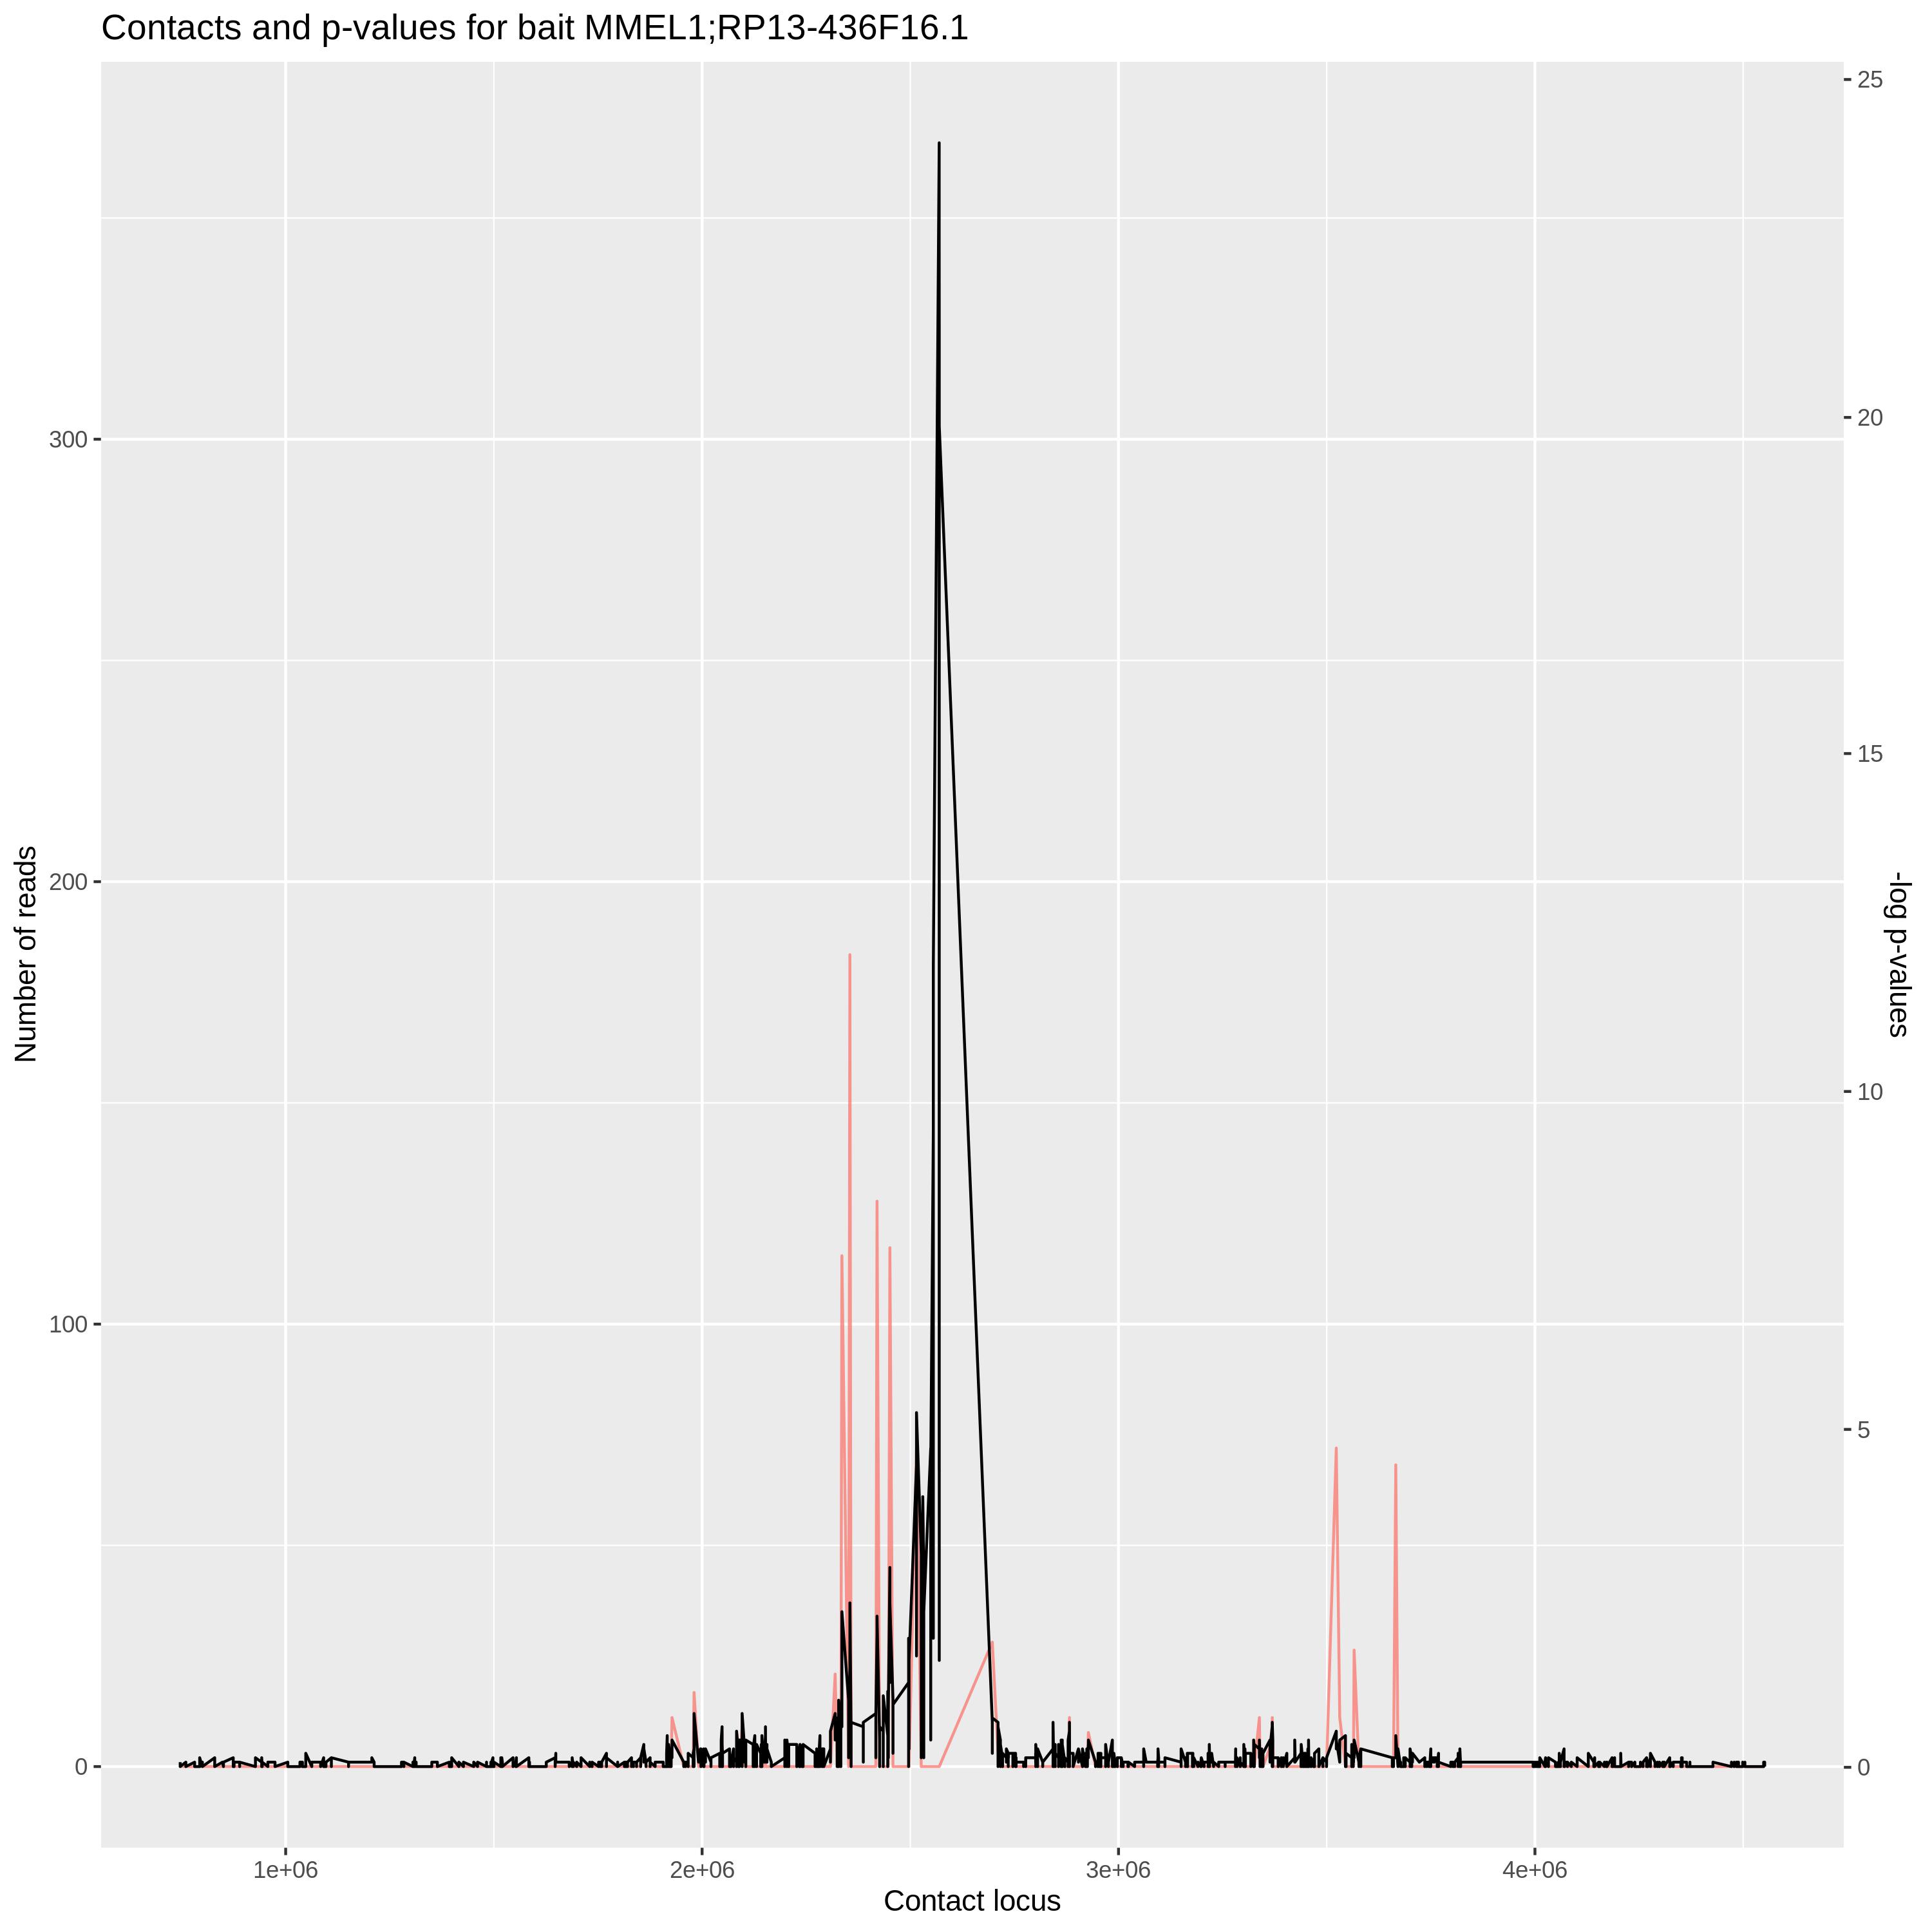 Contacts and p-values for bait MMEL1;RP13-436F16.1
Number of reads
300
200
100
0
25
20
15
10
5
0
-log p-values
1e+06
2e+06
3e+06
4e+06
Contact locus